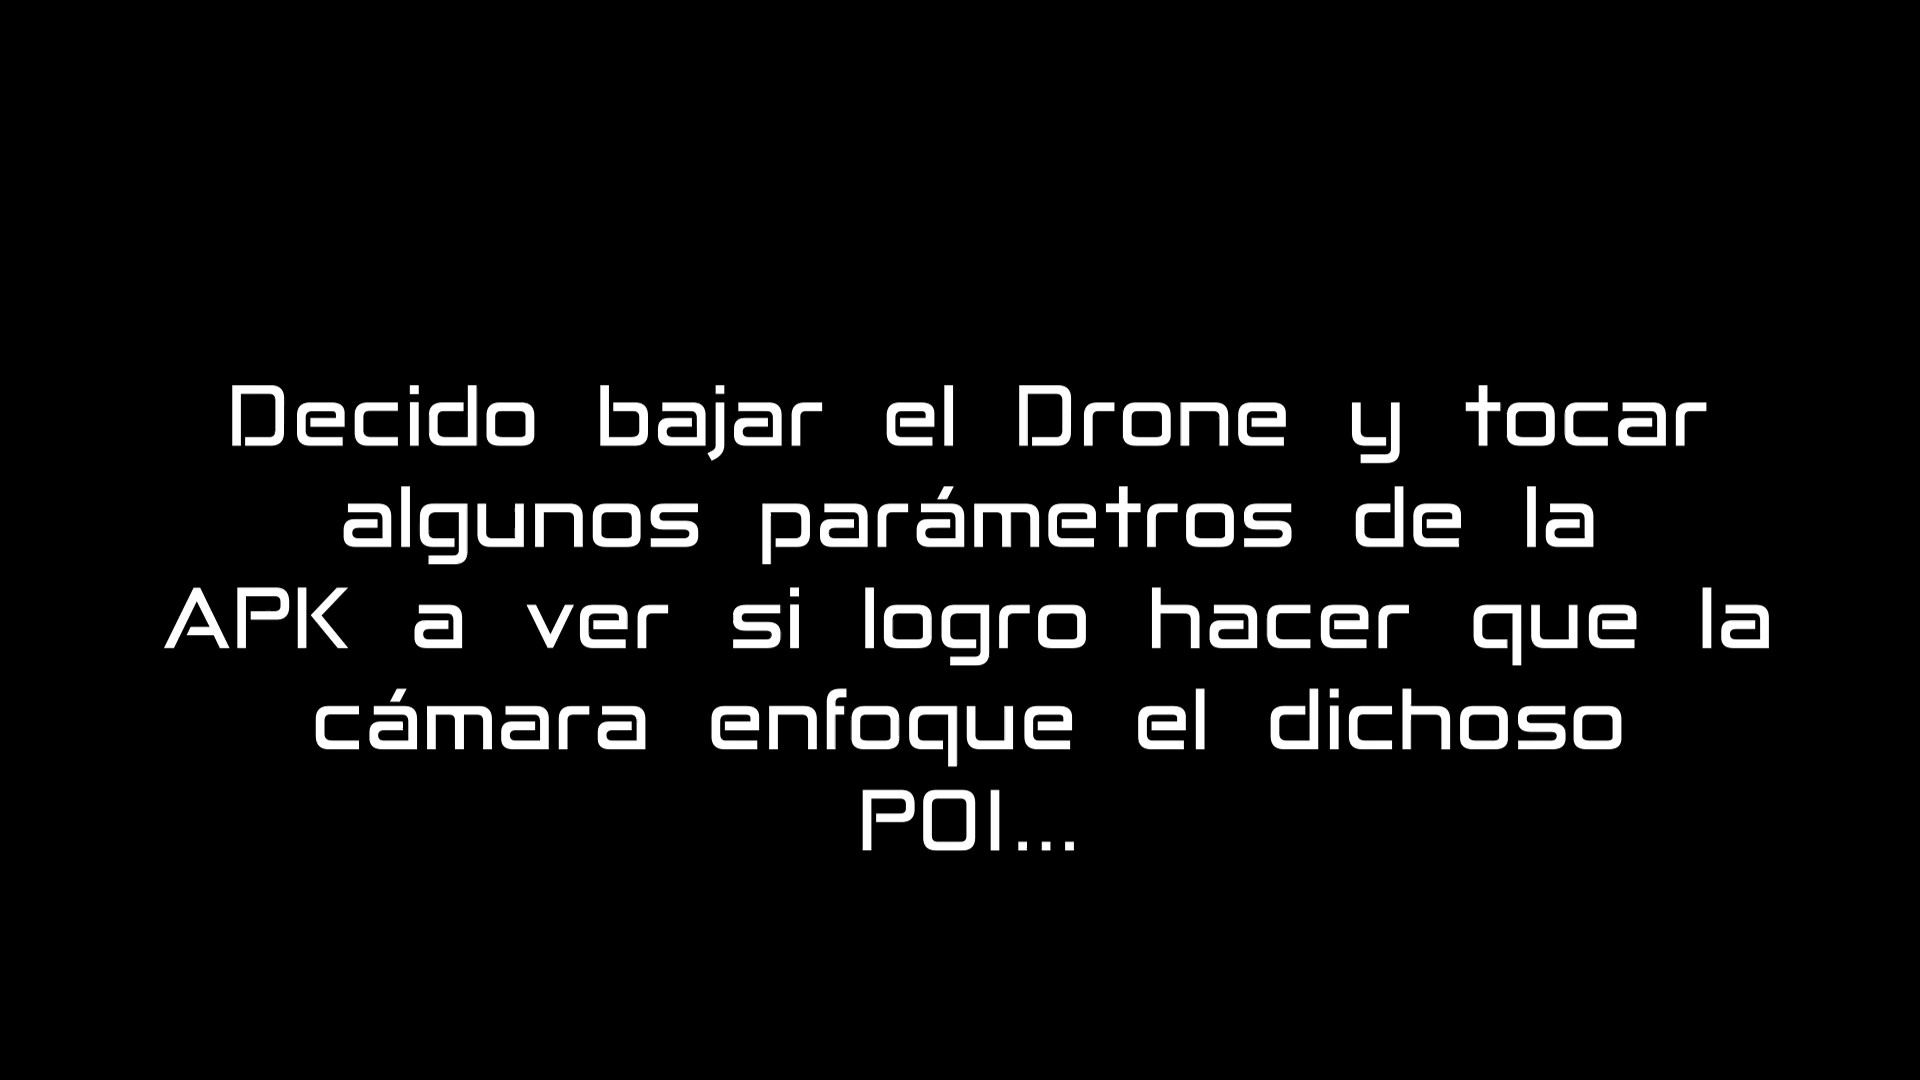 Decido bajar el Drone y tocar
algunos parámetros de la
APK a ver si logro hacer que la
cámara enfoque el dichoso
POI...